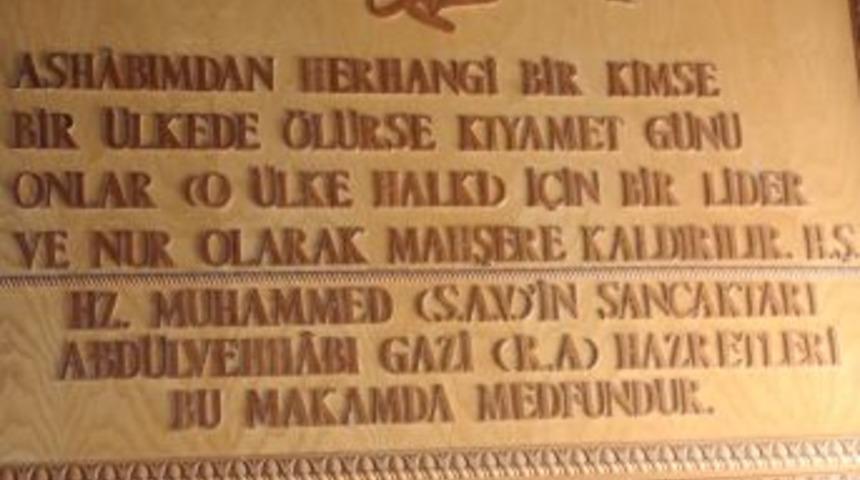 ASHÂBIMDAN HERHANGİ BİR KİMSE
BİR ÜLKEDE ÖLÜRSE KIYAMET GÜNÜ
ONLAR (O ÜLKE HALKI) İÇİN BİR LİDER
VE NUR OLARAK MAHŞERE KALDIRILIR. H.Ş.
HZ. MUHAMMED (S.A.V.)'İN SANCAKTARI
ABDÜLVEHHÂBI GAZİ (R.A) HAZRETLERİ
BU MAKAMDA MEDFUNDUR.